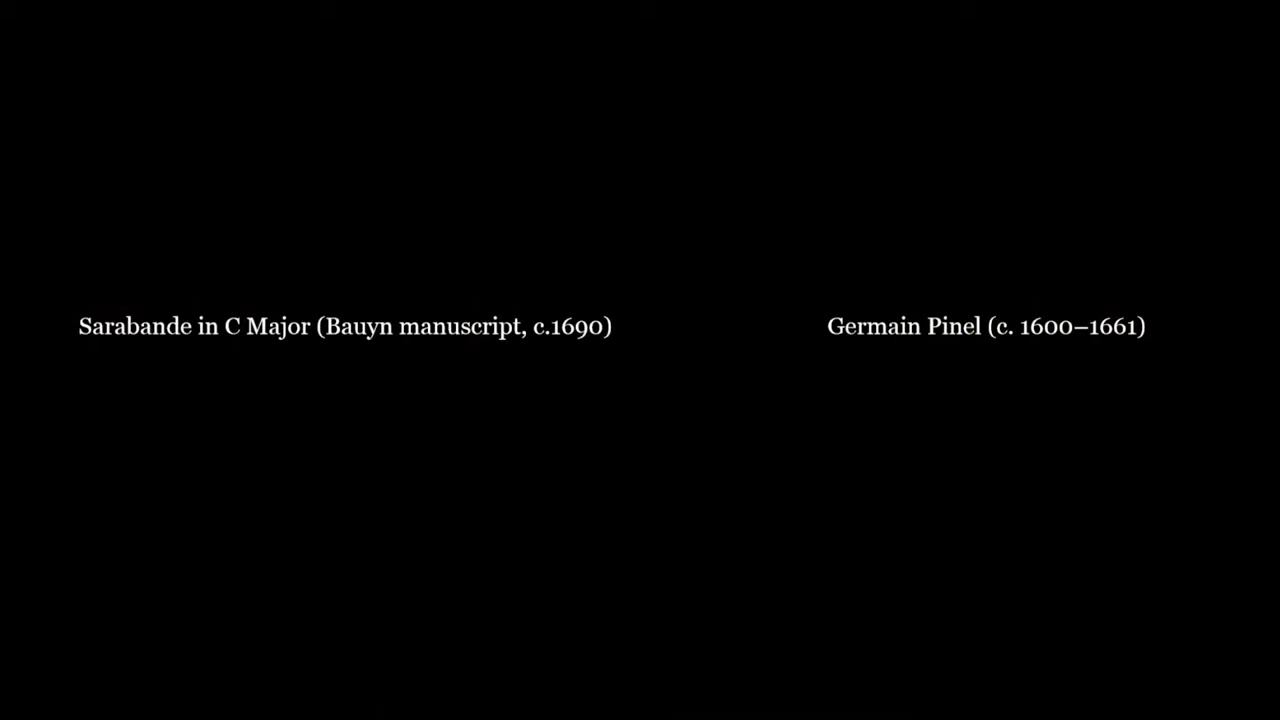 Sarabande in C Major (Bauyn manuscript, c.1690) Germain Pinel (c. 1600–1661)